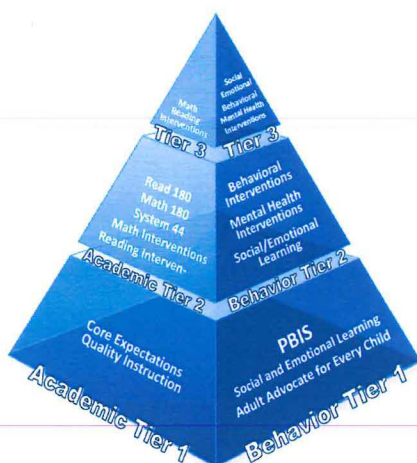 Math
Reading
Interventions
Tier 3
Social
Emotional
Behavioral
Mental Health
Interventions
Tier 3
Read 180
Math 180
System 44
Math Interventions
Reading Interven-
Academic Tier 2
Behavioral
Interventions
Mental Health
Interventions
Social/Emotional
Learning
Behavior Tier 2
Core Expectations
Quality Instruction
Academic Tier 1
PBIS
Social and Emotional Learning
Adult Advocate for Every Child
Behavior Tier 1